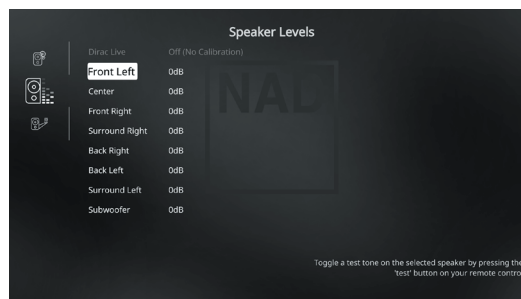 Speaker Levels
Dirac Live Off (No Calibration)
Front Left 0dB
Center 0dB
Front Right 0dB
Surround Right 0dB
Back Right 0dB
Back Left 0dB
Surround Left 0dB
Subwoofer 0dB
NAD
Toggle a test tone on the selected speaker by pressing the
'test' button on your remote contro